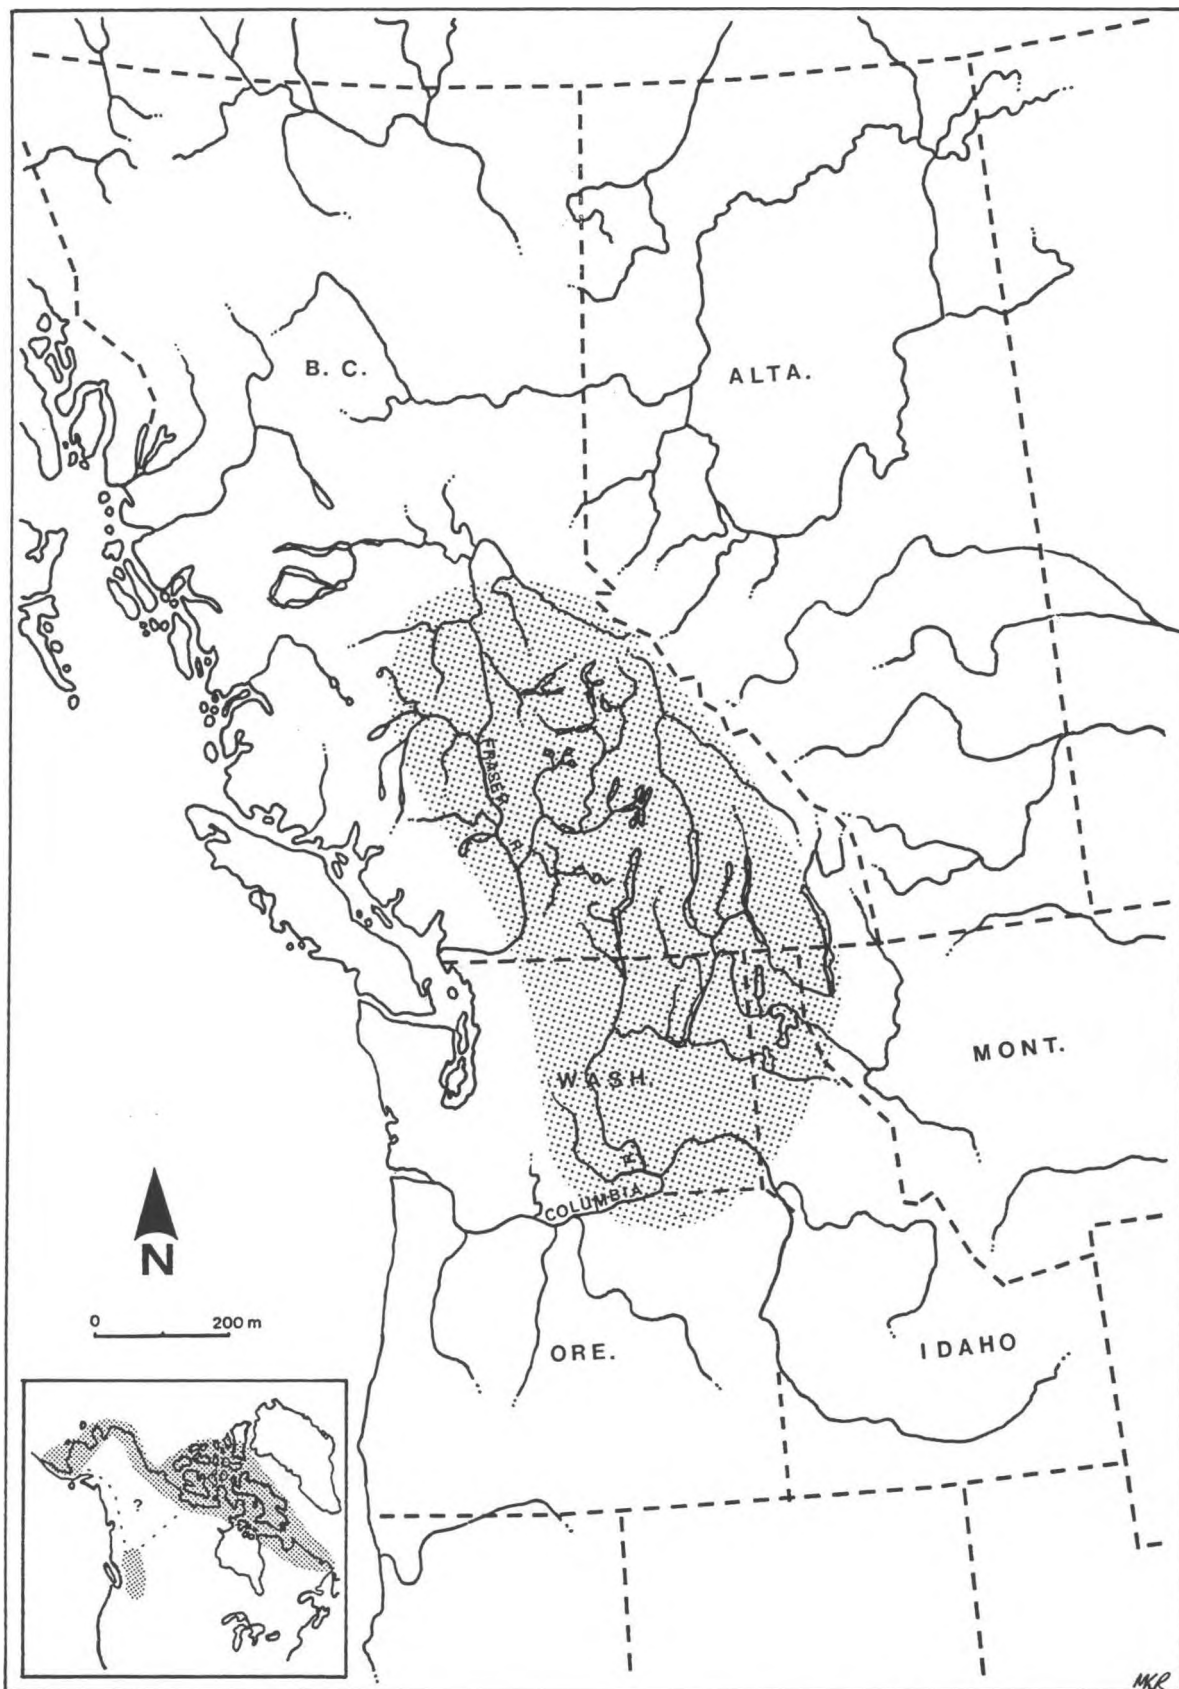 B. C.
ALTA.
FRASER R.
WASH.
MONT.
COLUMBIA R.
N
0 200 m
ORE.
IDAHO
?
MKR